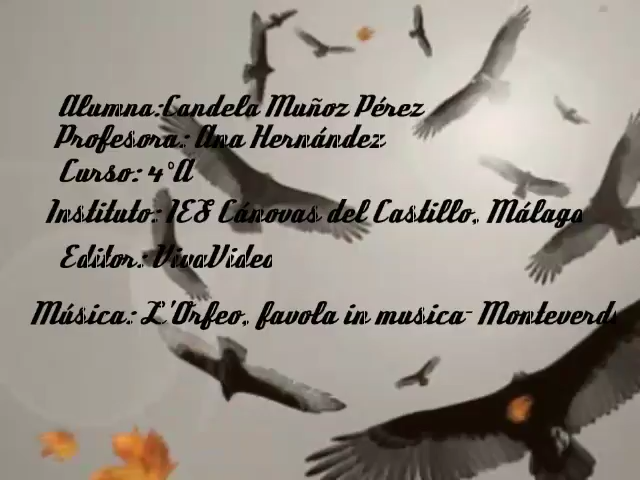 Alumna:Candela Muñoz Pérez
Profesora: Ana Hernández
Curso: 4°A
Instituto: IES Cánovas del Castillo, Málaga
Editor: VivaVideo
Música: L'Orfeo, favola in musica- Monteverd